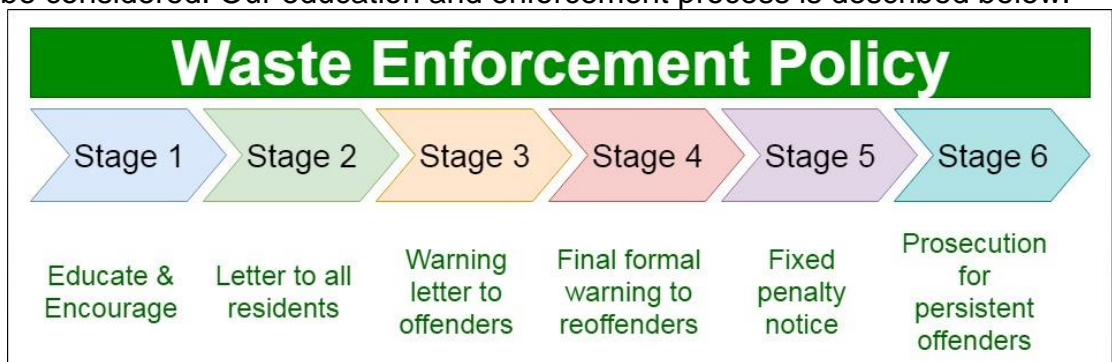 be considered. Our education and enforcement process is described below.
Waste Enforcement Policy
Stage 1
Stage 2
Stage 3
Stage 4
Stage 5
Stage 6
Educate &
Encourage
Letter to all
residents
Warning
letter to
offenders
Final formal
warning to
reoffenders
Fixed
penalty
notice
Prosecution
for
persistent
offenders